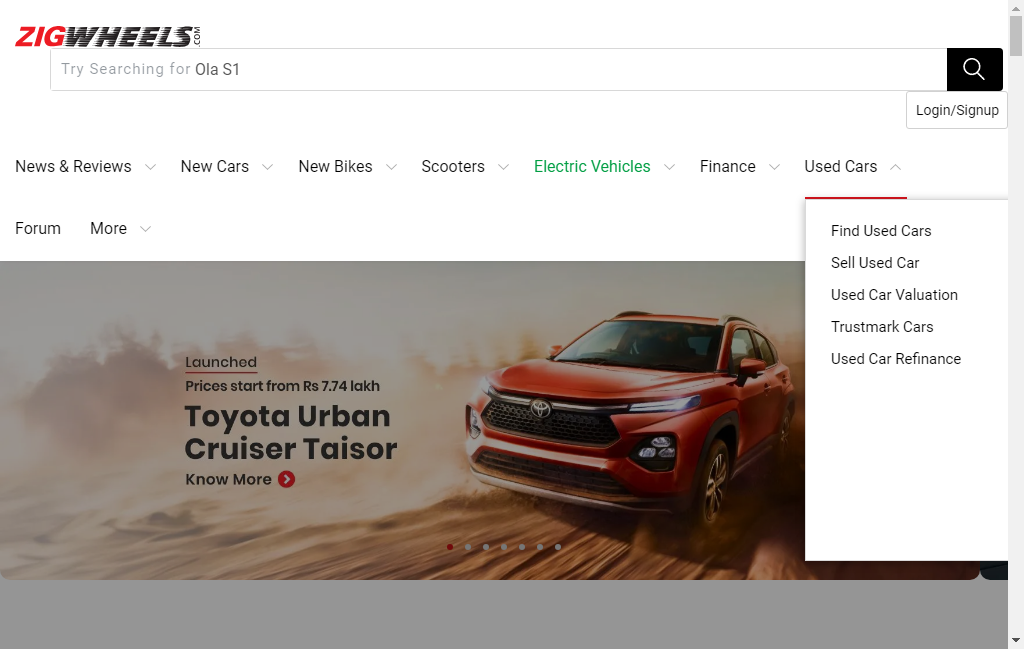 ZIGWHEELS.COM
Try Searching for Ola S1
Login/Signup
News & Reviews
New Cars
New Bikes
Scooters
Electric Vehicles
Finance
Used Cars
Forum
More
Find Used Cars
Sell Used Car
Used Car Valuation
Trustmark Cars
Used Car Refinance
Launched
Prices start from Rs 7.74 lakh
Toyota Urban
Cruiser Taisor
Know More